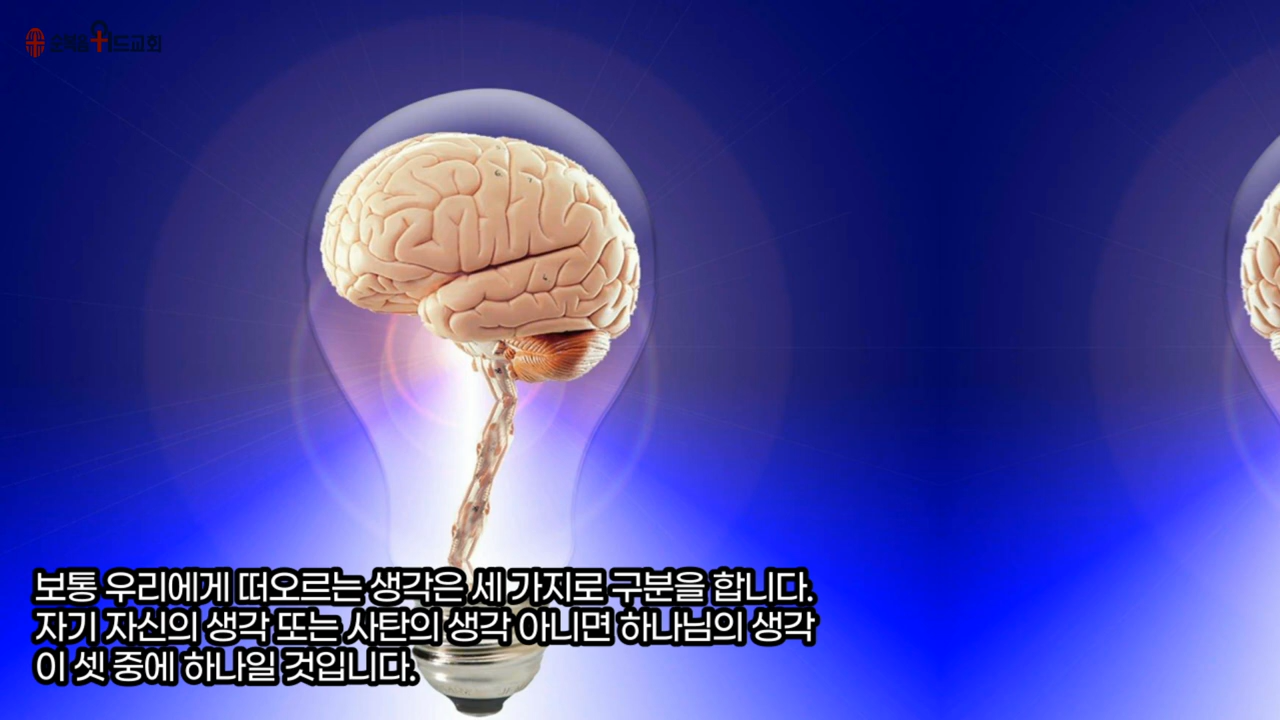 보통 우리에게 떠오르는 생각은 세 가지로 구분을 합니다.
자기 자신의 생각 또는 사탄의 생각 아니면 하나님의 생각
이 셋 중에 하나일 것입니다.